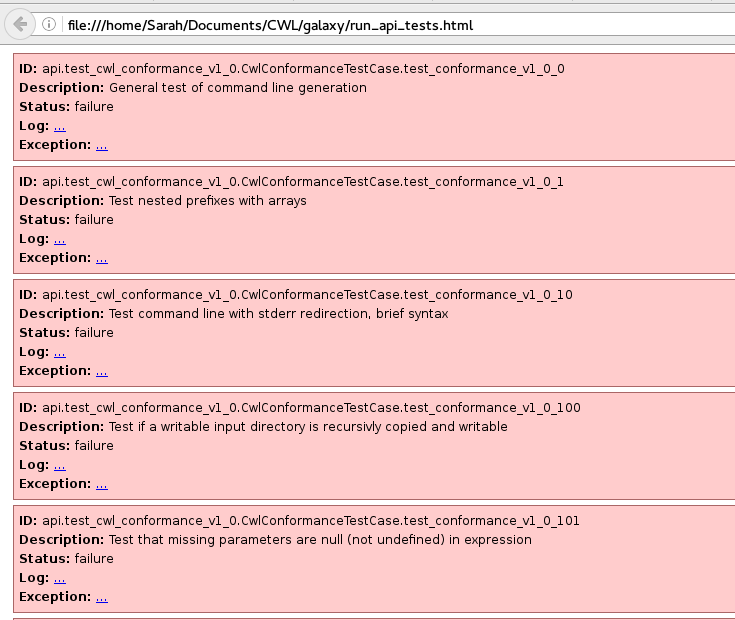 file:///home/Sarah/Documents/CWL/galaxy/run_api_tests.html
ID: api.test_cwl_conformance_v1_0.CwlConformanceTestCase.test_conformance_v1_0_0
Description: General test of command line generation
Status: failure
Log: ...
Exception: ...
ID: api.test_cwl_conformance_v1_0.CwlConformanceTestCase.test_conformance_v1_0_1
Description: Test nested prefixes with arrays
Status: failure
Log: ...
Exception: ...
ID: api.test_cwl_conformance_v1_0.CwlConformanceTestCase.test_conformance_v1_0_10
Description: Test command line with stderr redirection, brief syntax
Status: failure
Log: ...
Exception: ...
ID: api.test_cwl_conformance_v1_0.CwlConformanceTestCase.test_conformance_v1_0_100
Description: Test if a writable input directory is recursivly copied and writable
Status: failure
Log: ...
Exception: ...
ID: api.test_cwl_conformance_v1_0.CwlConformanceTestCase.test_conformance_v1_0_101
Description: Test that missing parameters are null (not undefined) in expression
Status: failure
Log: ...
Exception: ...